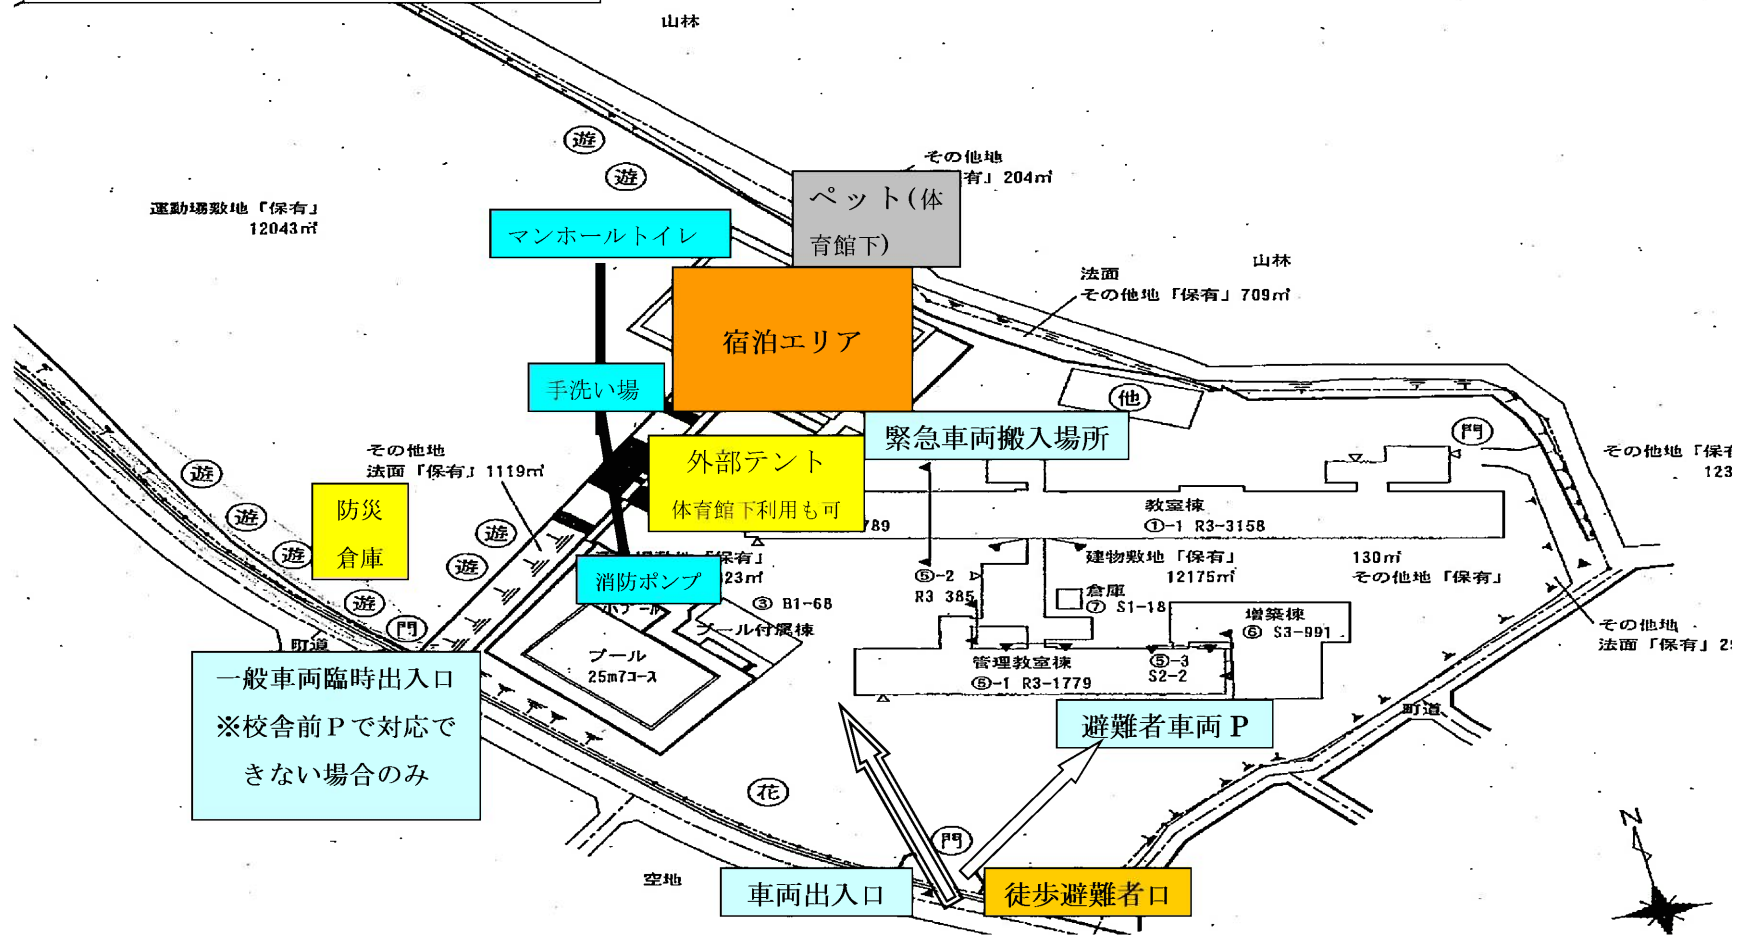 山林
遊
遊
その他地
有」204㎡
ペット(体
育館下)
運動場敷地「保有」
12043㎡
マンホールトイレ
山林
法面
その他地「保有」709㎡
宿泊エリア
手洗い場
他
緊急車両搬入場所
門
その他地
法面「保有」1119㎡
外部テント
体育館下利用も可
789
その他地「保有
123
遊
防災
倉庫
遊
遊
遊
遊
遊
教室棟
①-1 R3-3158
保有」
23㎡
消防ポンプ
⑤-2
R3 385
建物敷地「保有」
12175㎡
130㎡
その他地「保有」
倉庫
⑦ S1-18
③ B1-68
プール付属棟
増築棟
⑥ S3-991
その他地
法面「保有」2
門
町道
プール
25m7コース
管理教室棟
⑤-1 R3-1779
⑤-3
S2-2
一般車両臨時出入口
※校舎前Pで対応で
きない場合のみ
避難者車両 P
町道
花
門
空地
車両出入口
徒歩避難者口
N